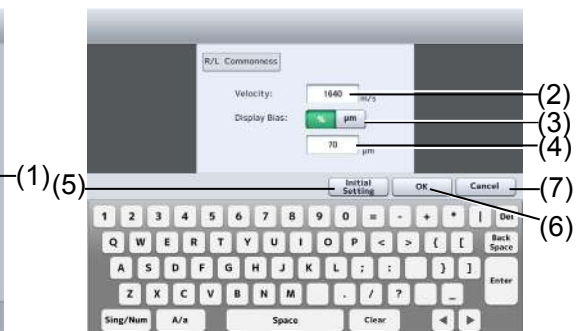 R/L Commonness
Velocity: 1640 m/s (2)
Display Bias: % µm (3)
70 µm (4)
(1) (5) Initial Setting OK Cancel (7)
(6)
1 2 3 4 5 6 7 8 9 0 = - + * | Del
Q W E R T Y U I O P < > { [ Back Space
A S D F G H J K L ; : } ] Enter
Z X C V B N M . / ? _
Sing/Num A/a Space Clear ◀ ▶